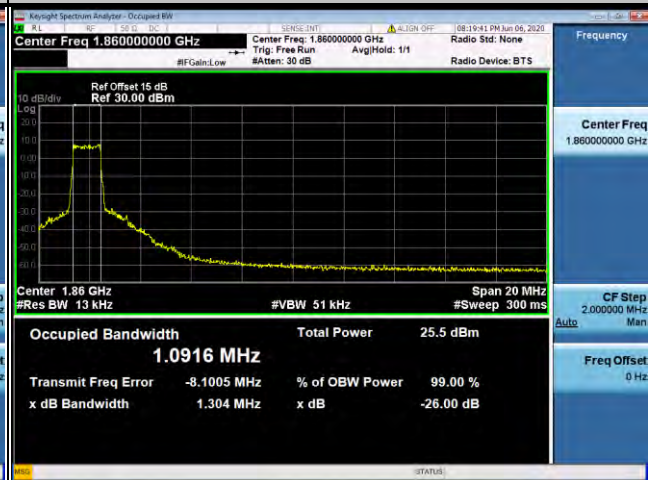 Keysight Spectrum Analyzer - Occupied BW
RL RF 50 Ω DC SENSE:INT ALIGN OFF 08:19:41 PM Jun 06, 2020
Center Freq 1.860000000 GHz
Center Freq: 1.860000000 GHz
Radio Std: None
Trig: Free Run Avg|Hold: 1/1
#IFGain:Low #Atten: 30 dB Radio Device: BTS
Frequency
Ref Offset 15 dB
10 dB/div Ref 30.00 dBm
Log
20.0
10.0
0.00
-10.0
-20.0
-30.0
-40.0
-50.0
-60.0
Center Freq
1.860000000 GHz
Center 1.86 GHz Span 20 MHz
#Res BW 13 kHz #VBW 51 kHz #Sweep 300 ms
CF Step
2.000000 MHz
Auto Man
Occupied Bandwidth Total Power 25.5 dBm
1.0916 MHz
Transmit Freq Error -8.1005 MHz % of OBW Power 99.00 %
x dB Bandwidth 1.304 MHz x dB -26.00 dB
Freq Offset
0 Hz
MSG STATUS